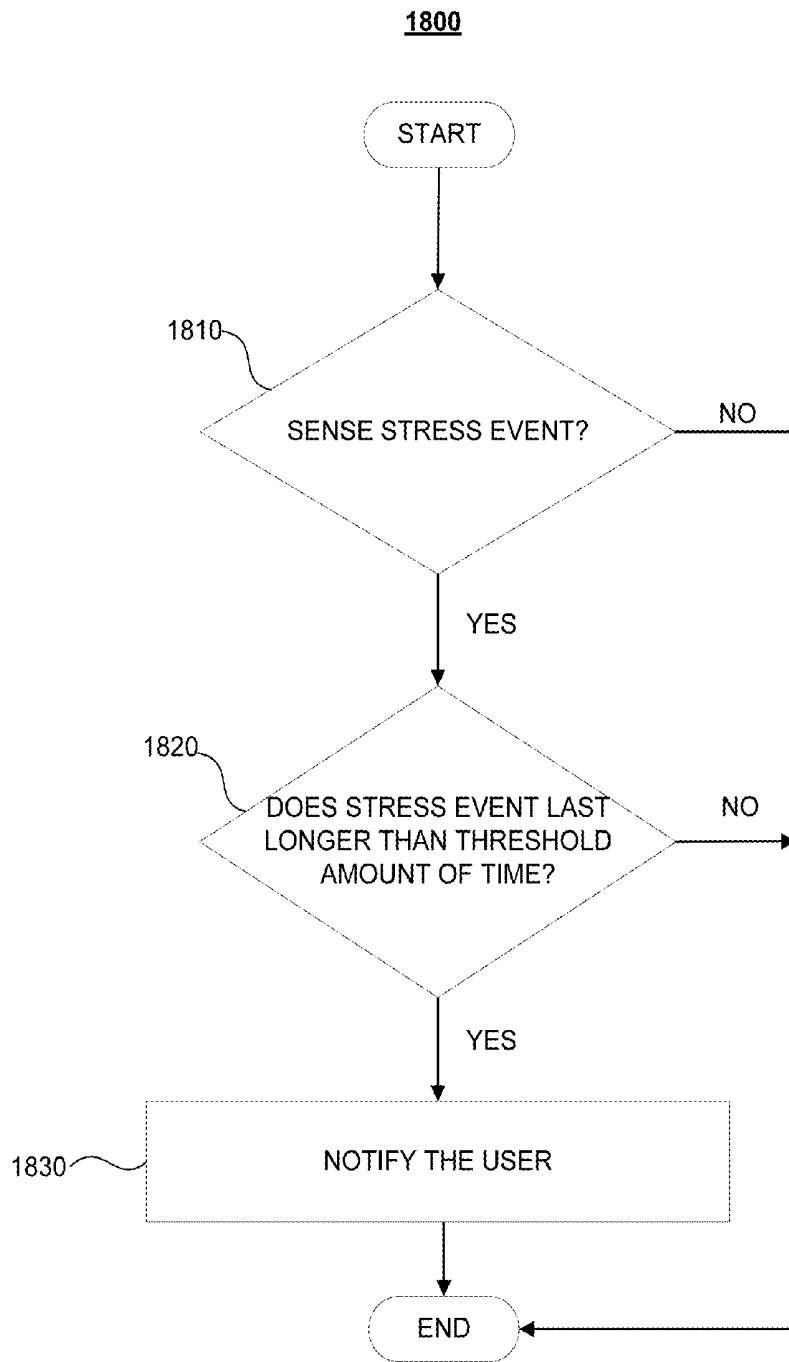 1800
START
1810
SENSE STRESS EVENT?
NO
YES
1820
DOES STRESS EVENT LAST
LONGER THAN THRESHOLD
AMOUNT OF TIME?
NO
YES
1830
NOTIFY THE USER
END